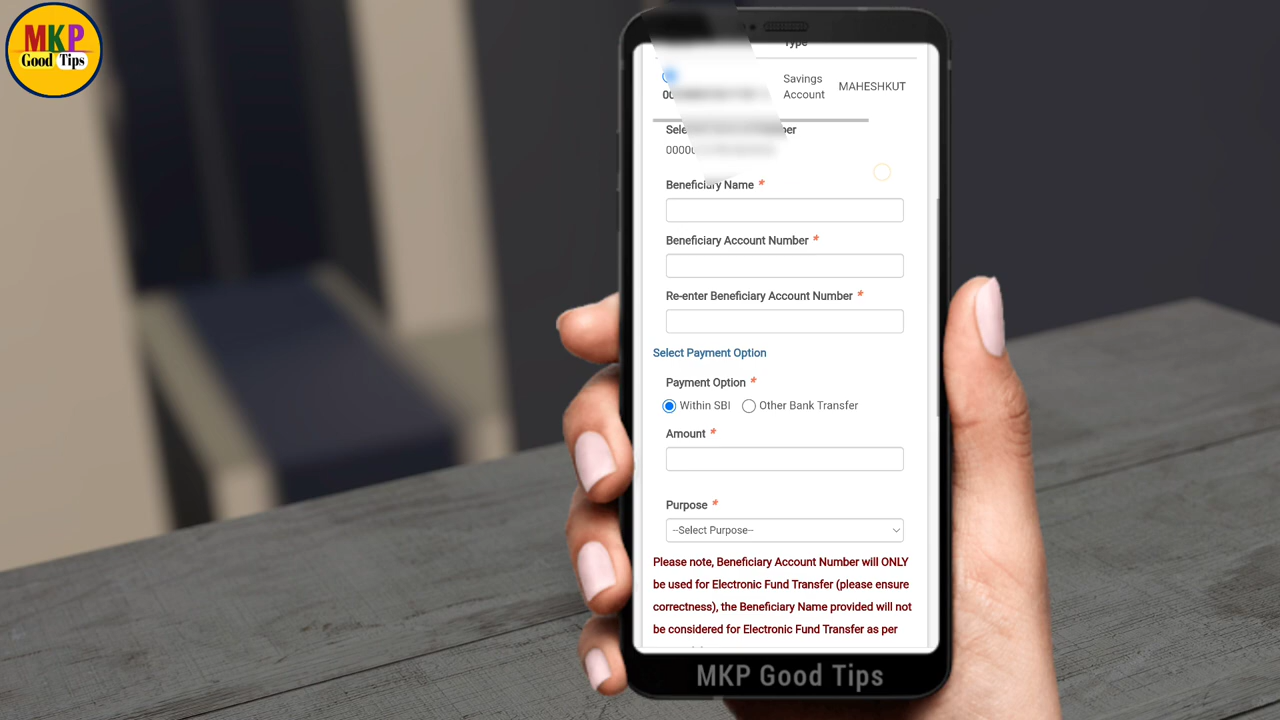 MKP
Good Tips
Type
Savings
Account
MAHESHKUT
00000
Beneficiary Name *
Beneficiary Account Number *
Re-enter Beneficiary Account Number *
Select Payment Option
Payment Option *
Within SBI Other Bank Transfer
Amount *
Purpose *
--Select Purpose--
Please note, Beneficiary Account Number will ONLY
be used for Electronic Fund Transfer (please ensure
correctness), the Beneficiary Name provided will not
be considered for Electronic Fund Transfer as per
MKP Good Tips